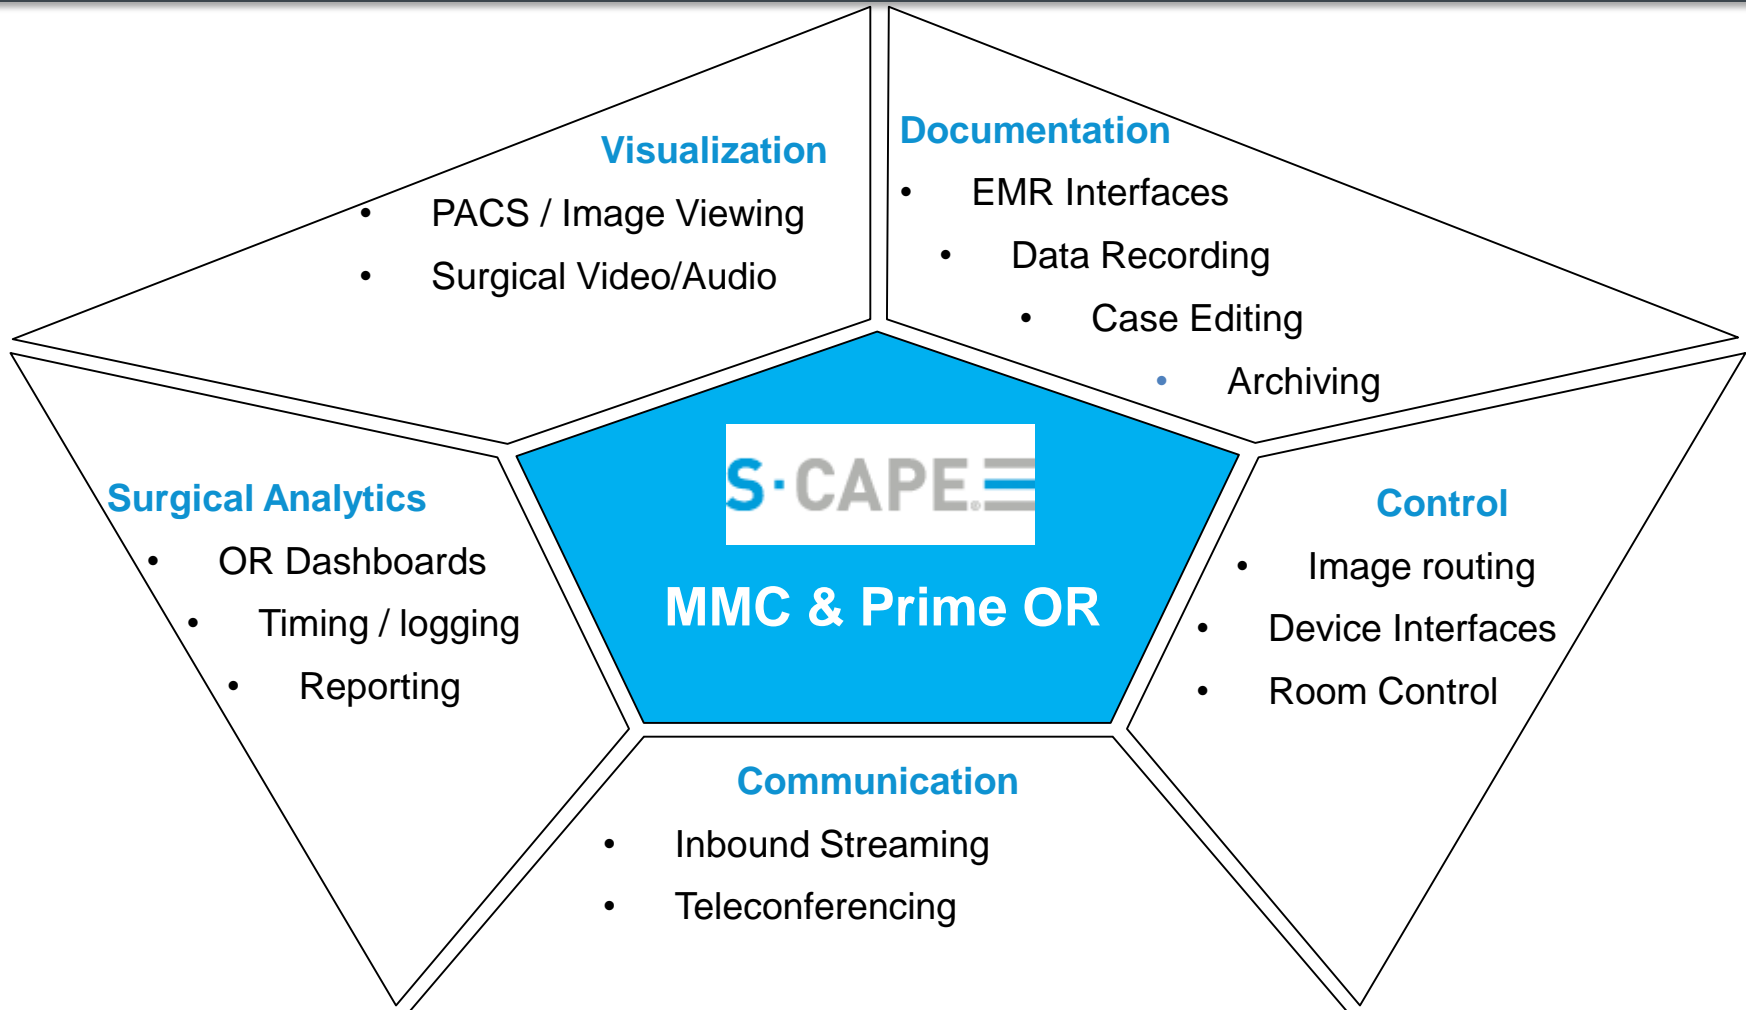 Visualization
• PACS / Image Viewing
• Surgical Video/Audio
Documentation
• EMR Interfaces
• Data Recording
• Case Editing
• Archiving
Surgical Analytics
• OR Dashboards
• Timing / logging
• Reporting
S·CAPE®
MMC & Prime OR
Control
• Image routing
• Device Interfaces
• Room Control
Communication
• Inbound Streaming
• Teleconferencing